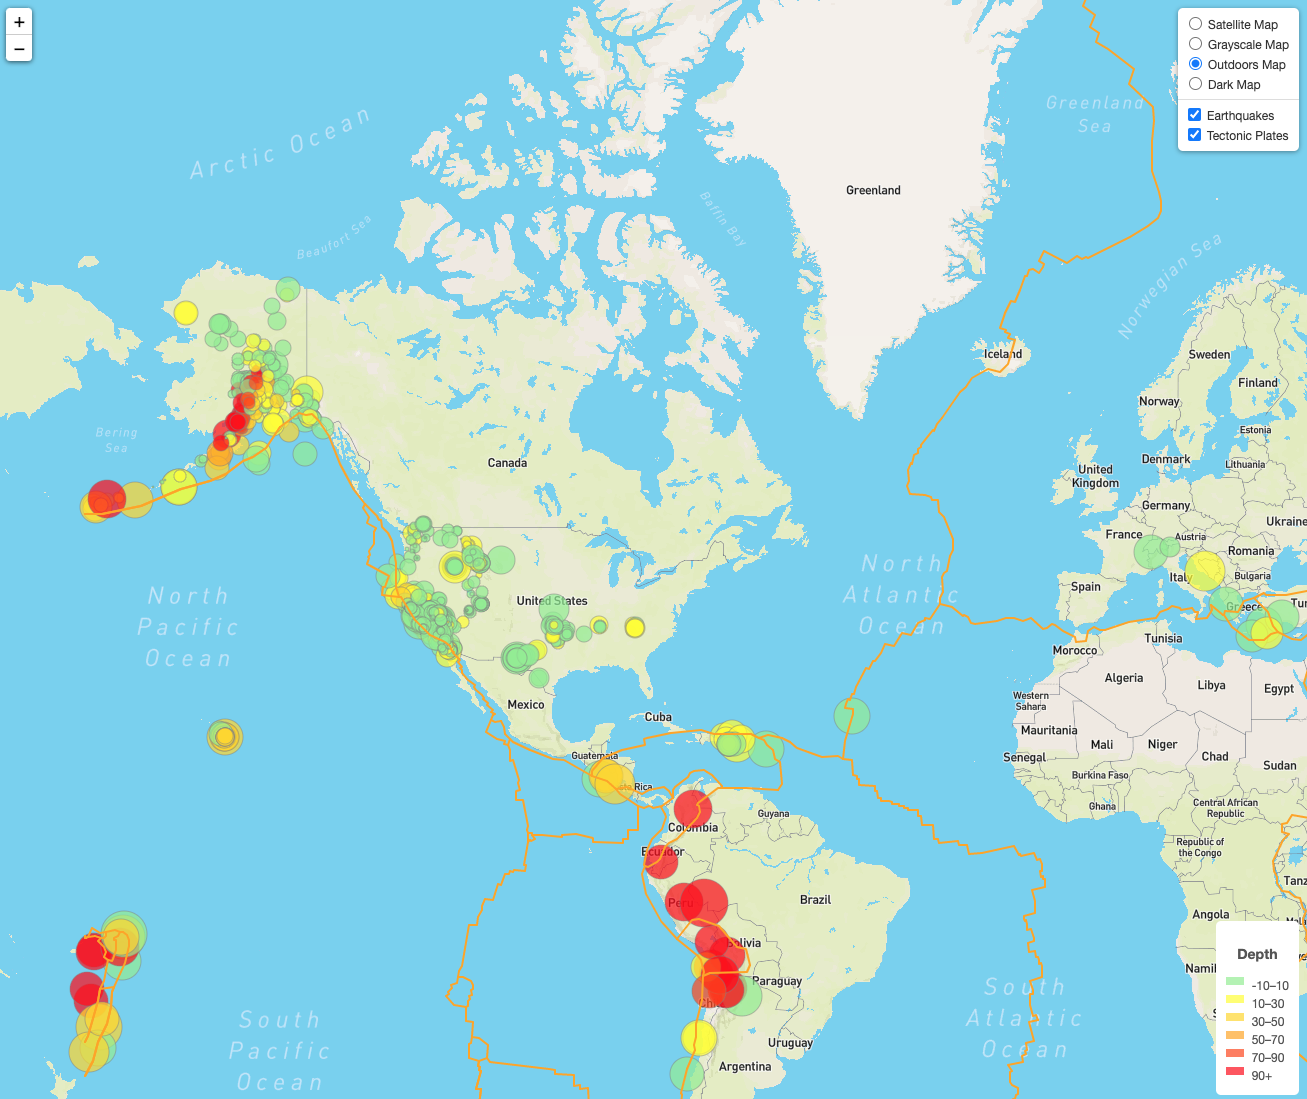 +
−
Satellite Map
Grayscale Map
Outdoors Map
Dark Map
Earthquakes
Tectonic Plates
Greenland
Sea
Arctic Ocean
Baffin Bay
Beaufort Sea
Greenland
Norwegian Sea
Iceland
Sweden
Finland
Norway
Estonia
Bering
Sea
Canada
Denmark
Lithuania
United
Kingdom
Germany
Ukraine
France
Austria
Romania
North
Pacific
Ocean
North
Atlantic
Ocean
Italy
Bulgaria
Spain
United States
Greece
Tunisia
Morocco
Algeria
Libya
Egypt
Western
Sahara
Mexico
Cuba
Mauritania
Mali
Niger
Chad
Guatemala
Senegal
Sudan
Burkina Faso
Rica
Ghana
Central African
Republic
Guyana
Colombia
Ecuador
Republic of
the Congo
Brazil
Peru
Angola
Bolivia
Paraguay
South
Pacific
Ocean
South
Atlantic
Ocean
Uruguay
Argentina
Depth
-10–10
10–30
30–50
50–70
70–90
90+